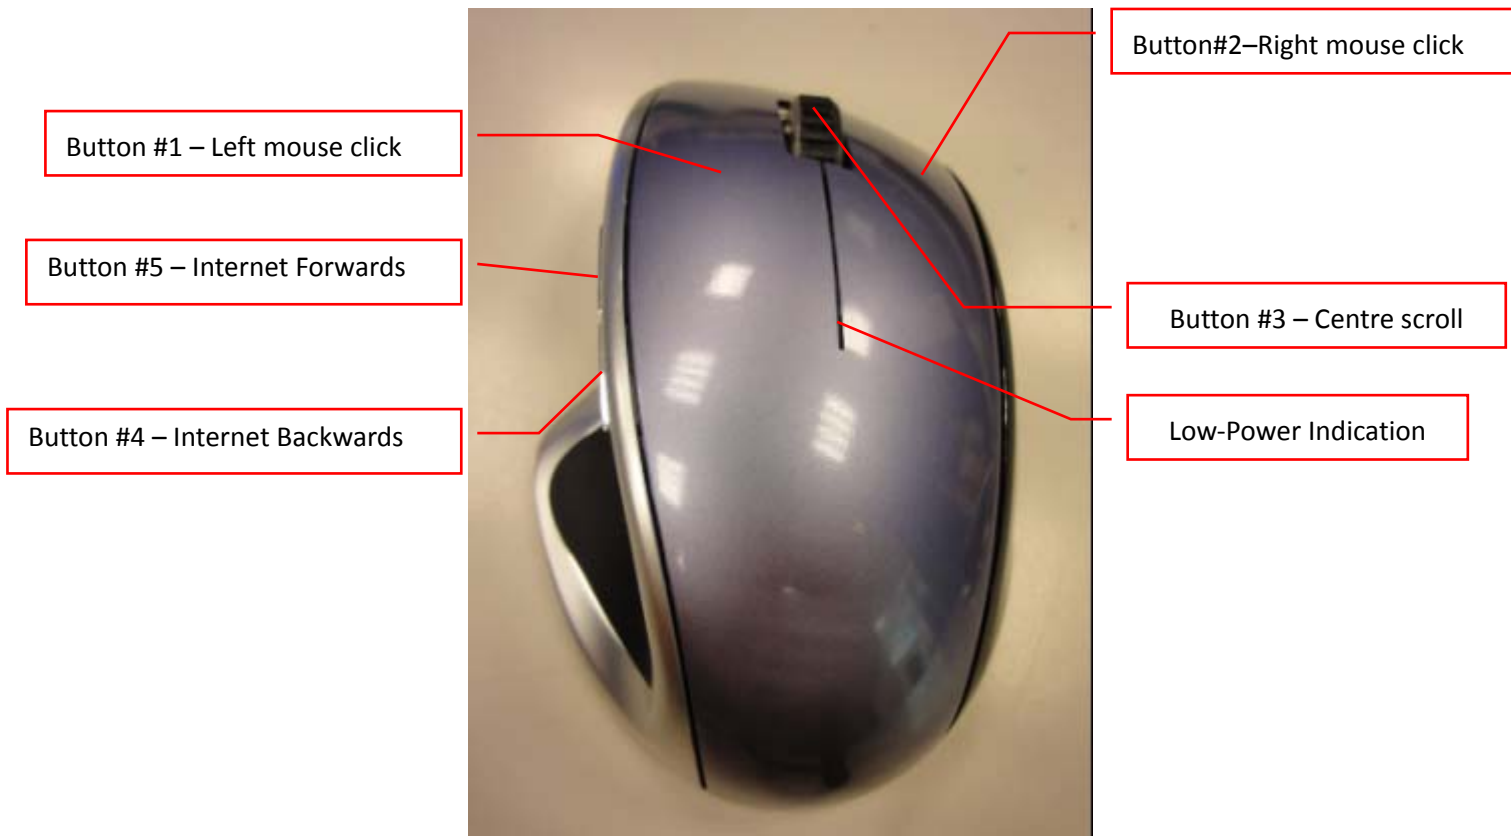 Button#2–Right mouse click
Button #1 – Left mouse click
Button #5 – Internet Forwards
Button #3 – Centre scroll
Button #4 – Internet Backwards
Low-Power Indication